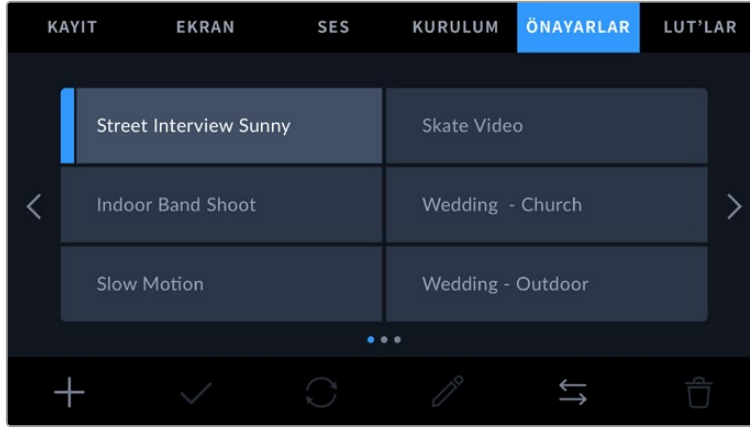 KAYIT EKRAN SES KURULUM ÖNAYARLAR LUT’LAR
Street Interview Sunny Skate Video
Indoor Band Shoot Wedding - Church
Slow Motion Wedding - Outdoor